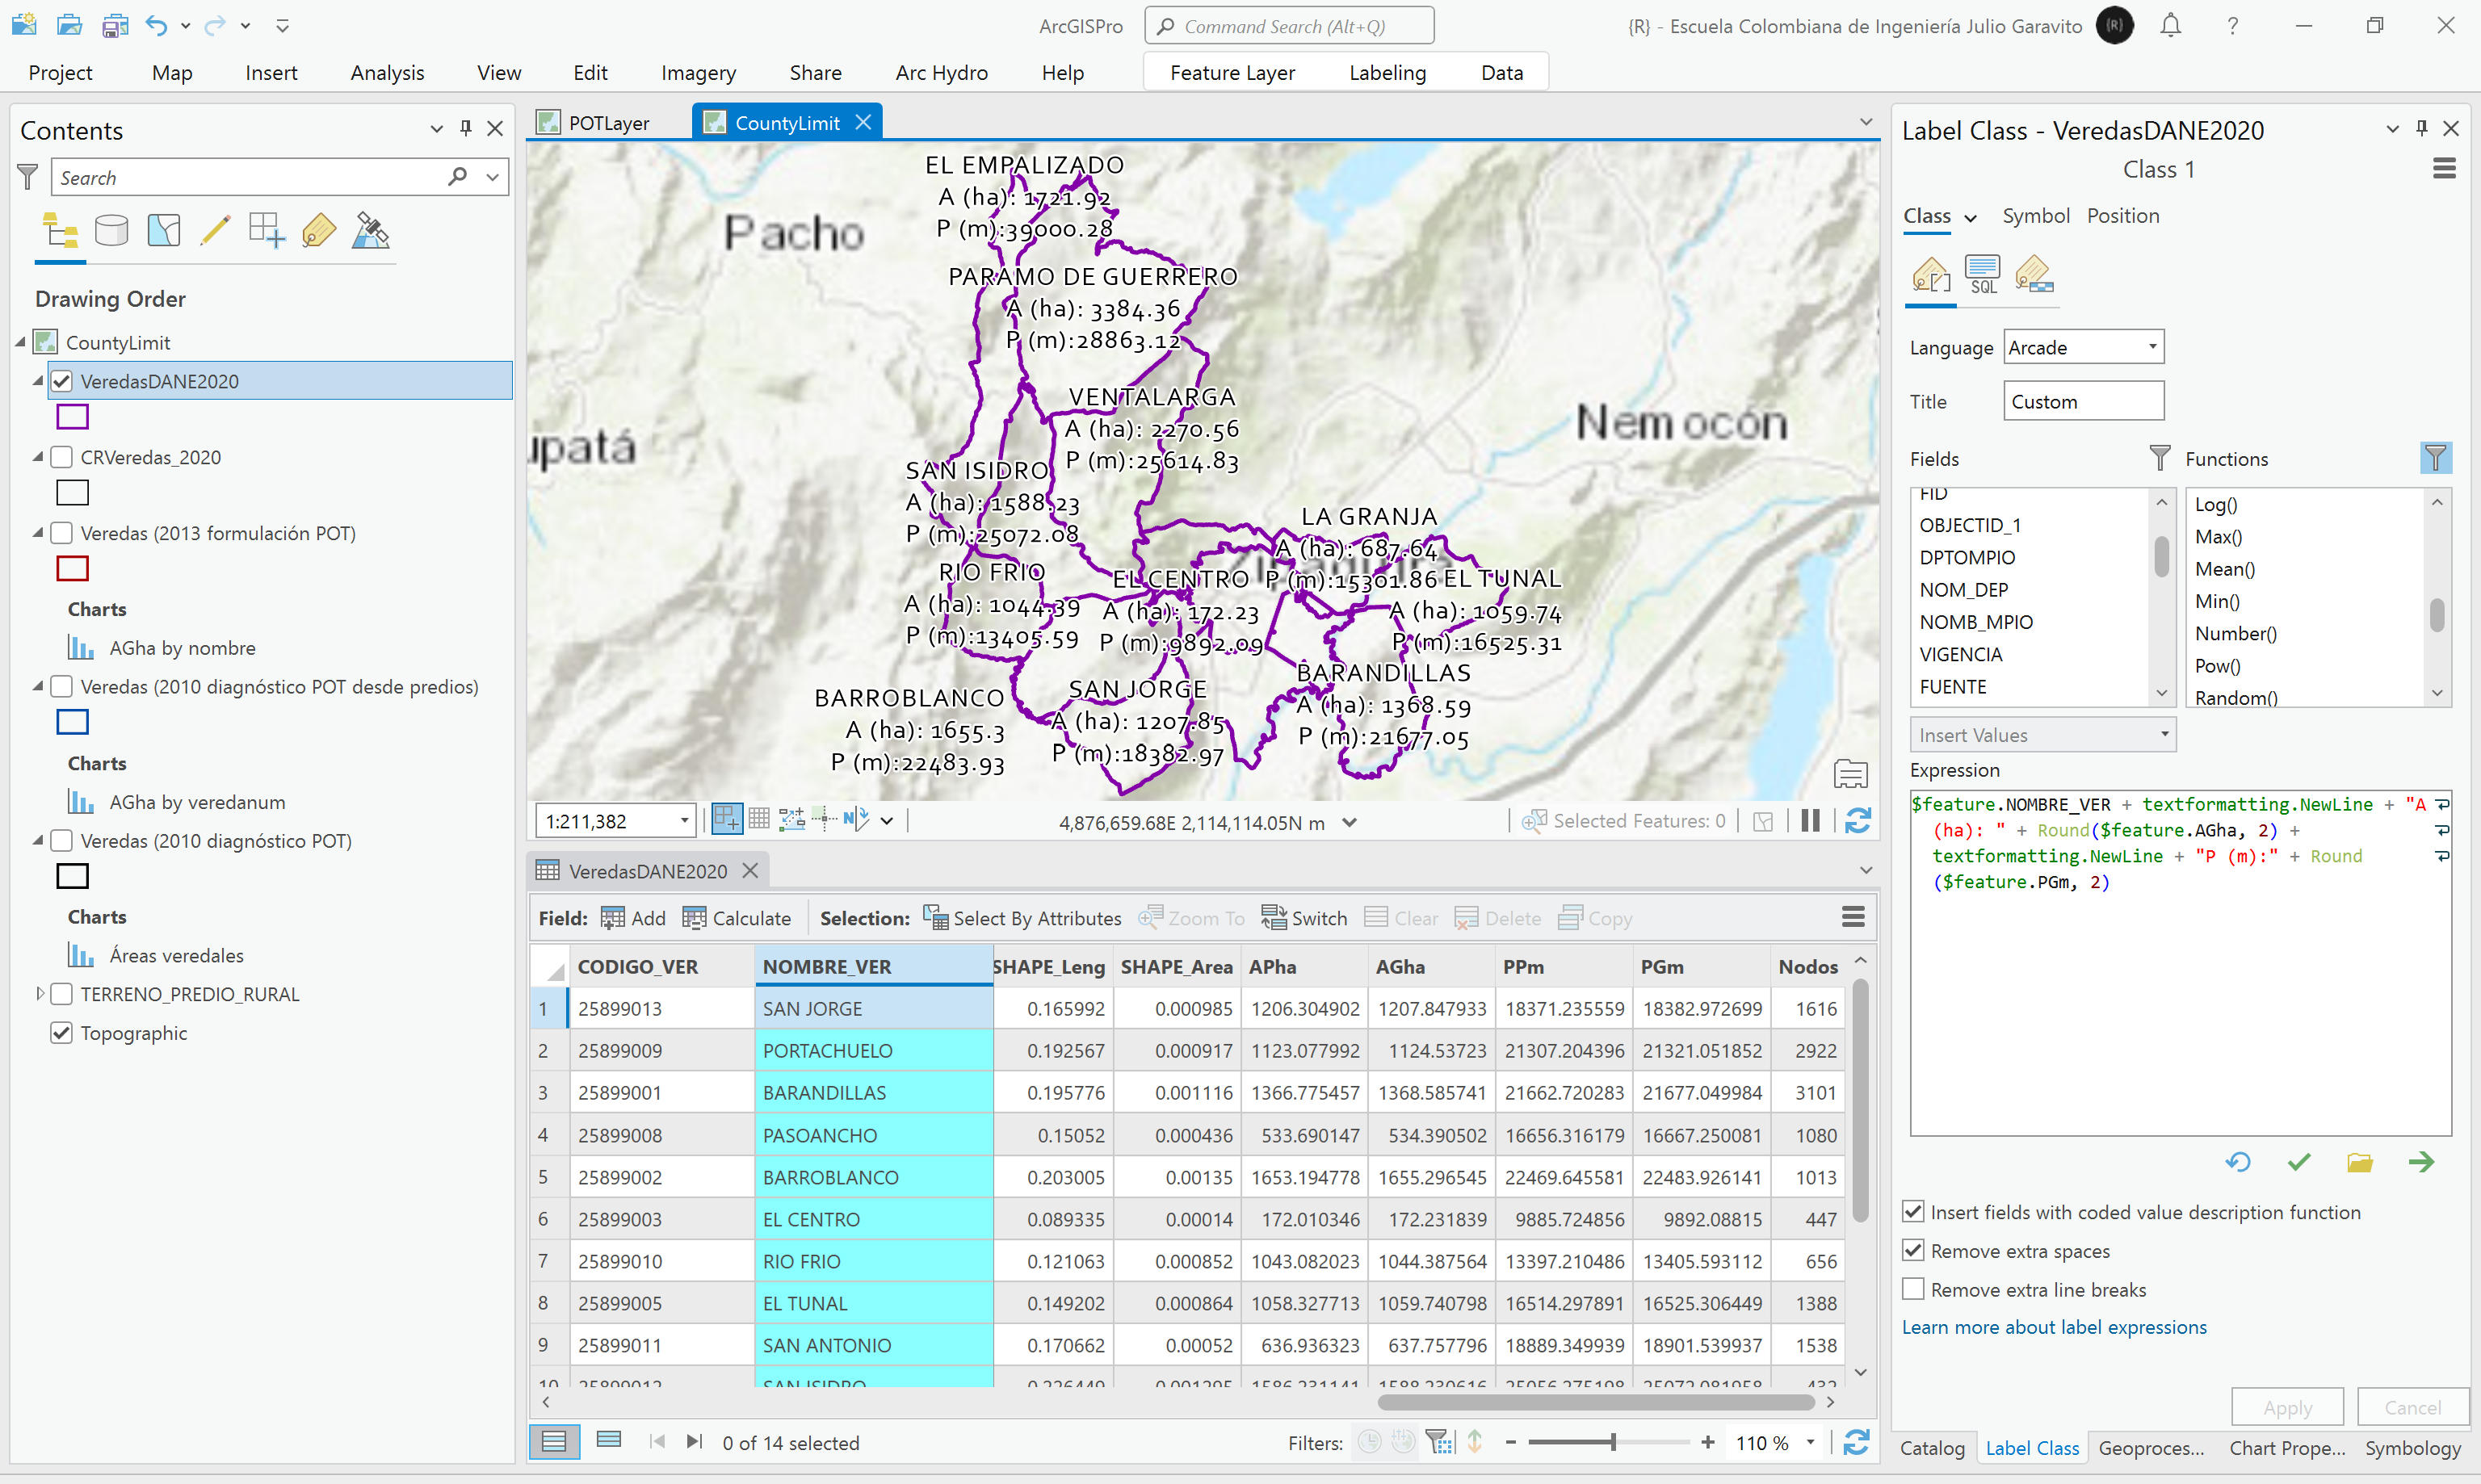 ArcGISPro
Command Search (Alt+Q)
{R} - Escuela Colombiana de Ingeniería Julio Garavito
{R}
Project Map Insert Analysis View Edit Imagery Share Arc Hydro Help Feature Layer Labeling Data
Contents
Search
Drawing Order
CountyLimit
VeredasDANE2020
CRVeredas_2020
Veredas (2013 formulación POT)
Charts
AGha by nombre
Veredas (2010 diagnóstico POT desde predios)
Charts
AGha by veredanum
Veredas (2010 diagnóstico POT)
Charts
Áreas veredales
TERRENO_PREDIO_RURAL
Topographic
POTLayer CountyLimit
EL EMPALIZADO
A (ha): 1721.92
P (m):39000.28
Pacho
PARAMO DE GUERRERO
A (ha): 3384.36
P (m):28863.12
VENTALARGA
A (ha): 2270.56
P (m):25614.83
Nemocón
upatá
SAN ISIDRO
A (ha): 1588.23
P (m):25072.08
LA GRANJA
A (ha): 687.64
P (m):15301.86
RIO FRIO
A (ha): 1044.39
P (m):13405.59
EL CENTRO
A (ha): 172.23
P (m):9892.09
EL TUNAL
A (ha): 1059.74
P (m):16525.31
BARROBLANCO
A (ha): 1655.3
P (m):22483.93
SAN JORGE
A (ha): 1207.85
P (m):18382.97
BARANDILLAS
A (ha): 1368.59
P (m):21677.05
1:211,382
4,876,659.68E 2,114,114.05N m
Selected Features: 0
VeredasDANE2020
Field: Add Calculate Selection: Select By Attributes Zoom To Switch Clear Delete Copy
CODIGO_VER NOMBRE_VER SHAPE_Leng SHAPE_Area APha AGha PPm PGm Nodos
1 25899013 SAN JORGE 0.165992 0.000985 1206.304902 1207.847933 18371.235559 18382.972699 1616
2 25899009 PORTACHUELO 0.192567 0.000917 1123.077992 1124.53723 21307.204396 21321.051852 2922
3 25899001 BARANDILLAS 0.195776 0.001116 1366.775457 1368.585741 21662.720283 21677.049984 3101
4 25899008 PASOANCHO 0.15052 0.000436 533.690147 534.390502 16656.316179 16667.250081 1080
5 25899002 BARROBLANCO 0.203005 0.00135 1653.194778 1655.296545 22469.645581 22483.926141 1013
6 25899003 EL CENTRO 0.089335 0.00014 172.010346 172.231839 9885.724856 9892.08815 447
7 25899010 RIO FRIO 0.121063 0.000852 1043.082023 1044.387564 13397.210486 13405.593112 656
8 25899005 EL TUNAL 0.149202 0.000864 1058.327713 1059.740798 16514.297891 16525.306449 1388
9 25899011 SAN ANTONIO 0.170662 0.00052 636.936323 637.757796 18889.349939 18901.539937 1538
10 25899012 SAN ISIDRO 0.226449 0.001295 1586.231141 1588.230616 25056.275198 25072.081958 432
0 of 14 selected
Filters:
110 %
Label Class - VeredasDANE2020
Class 1
Class Symbol Position
SQL
Language Arcade
Title Custom
Fields
Functions
FID
OBJECTID_1
DPTOMPIO
NOM_DEP
NOMB_MPIO
VIGENCIA
FUENTE
Log()
Max()
Mean()
Min()
Number()
Pow()
Random()
Insert Values
Expression
$feature.NOMBRE_VER + textformatting.NewLine + "A
(ha): " + Round($feature.AGha, 2) +
textformatting.NewLine + "P (m):" + Round
($feature.PGm, 2)
Insert fields with coded value description function
Remove extra spaces
Remove extra line breaks
Learn more about label expressions
Apply Cancel
Catalog Label Class Geoproces... Chart Prope... Symbology